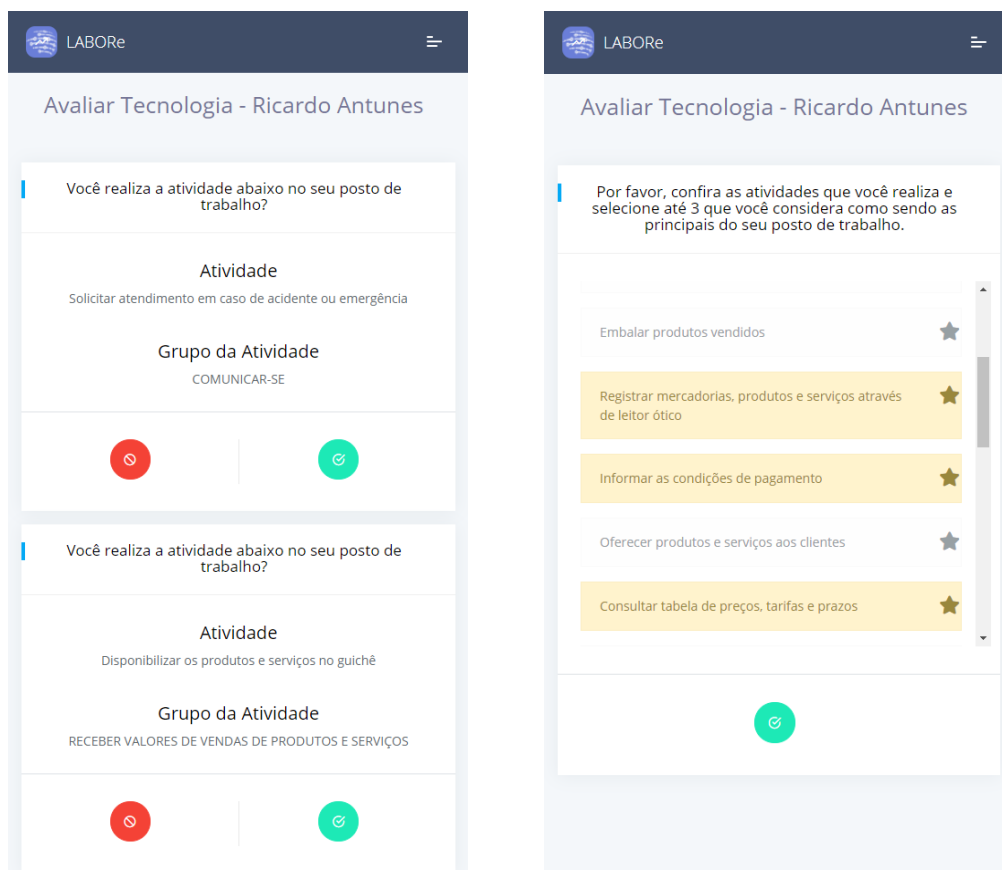 LABORe
Avaliar Tecnologia - Ricardo Antunes
Você realiza a atividade abaixo no seu posto de
trabalho?
Atividade
Solicitar atendimento em caso de acidente ou emergência
Grupo da Atividade
COMUNICAR-SE
Você realiza a atividade abaixo no seu posto de
trabalho?
Atividade
Disponibilizar os produtos e serviços no guichê
Grupo da Atividade
RECEBER VALORES DE VENDAS DE PRODUTOS E SERVIÇOS
LABORe
Avaliar Tecnologia - Ricardo Antunes
Por favor, confira as atividades que você realiza e
selecione até 3 que você considera como sendo as
principais do seu posto de trabalho.
Embalar produtos vendidos
Registrar mercadorias, produtos e serviços através
de leitor ótico
Informar as condições de pagamento
Oferecer produtos e serviços aos clientes
Consultar tabela de preços, tarifas e prazos